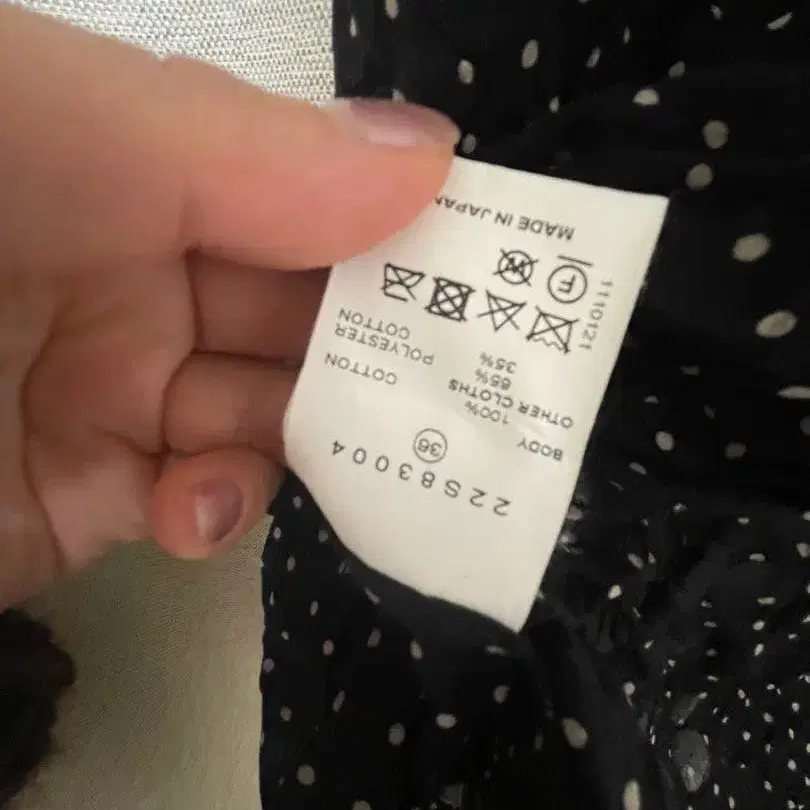 22S83004
36
BODY
100% COTTON
OTHER CLOTHS
65% POLYESTER
35% COTTON
1110121
F
W
MADE IN JAPAN